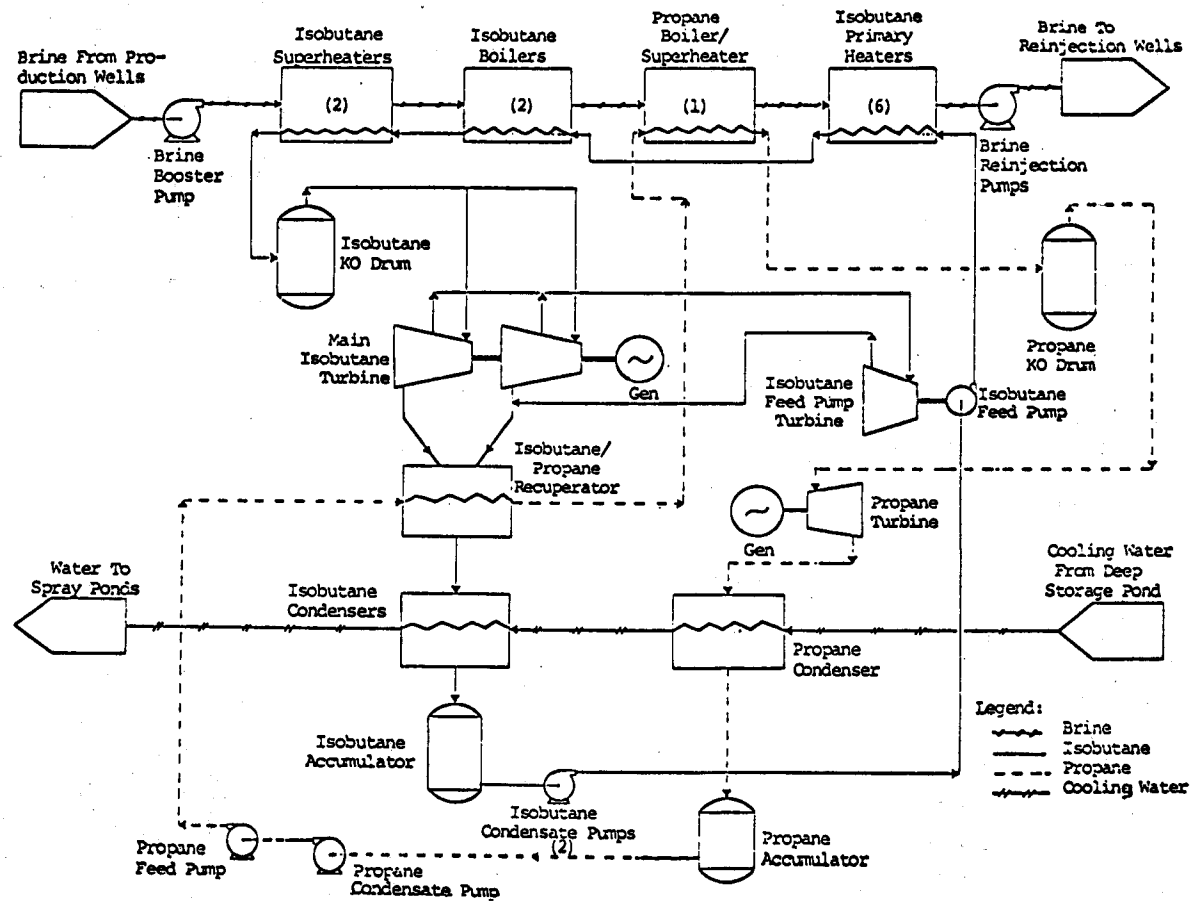 Brine From Pro-
duction Wells
Isobutane
Superheaters
Isobutane
Boilers
Propane
Boiler/
Superheater
Isobutane
Primary
Heaters
Brine To
Reinjection Wells
(2)
(2)
(1)
(6)
Brine
Booster
Pump
Brine
Reinjection
Pumps
Isobutane
KO Drum
Propane
KO Drum
Main
Isobutane
Turbine
Gen
Isobutane
Feed Pump
Turbine
Isobutane
Feed Pump
Isobutane/
Propane
Recuperator
Gen
Propane
Turbine
Water To
Spray Ponds
Isobutane
Condensers
Propane
Condenser
Cooling Water
From Deep
Storage Pond
Isobutane
Accumulator
Isobutane
Condensate Pumps
(2)
Propane
Accumulator
Propane
Feed Pump
Propane
Condensate Pump
Legend:
Brine
Isobutane
Propane
Cooling Water